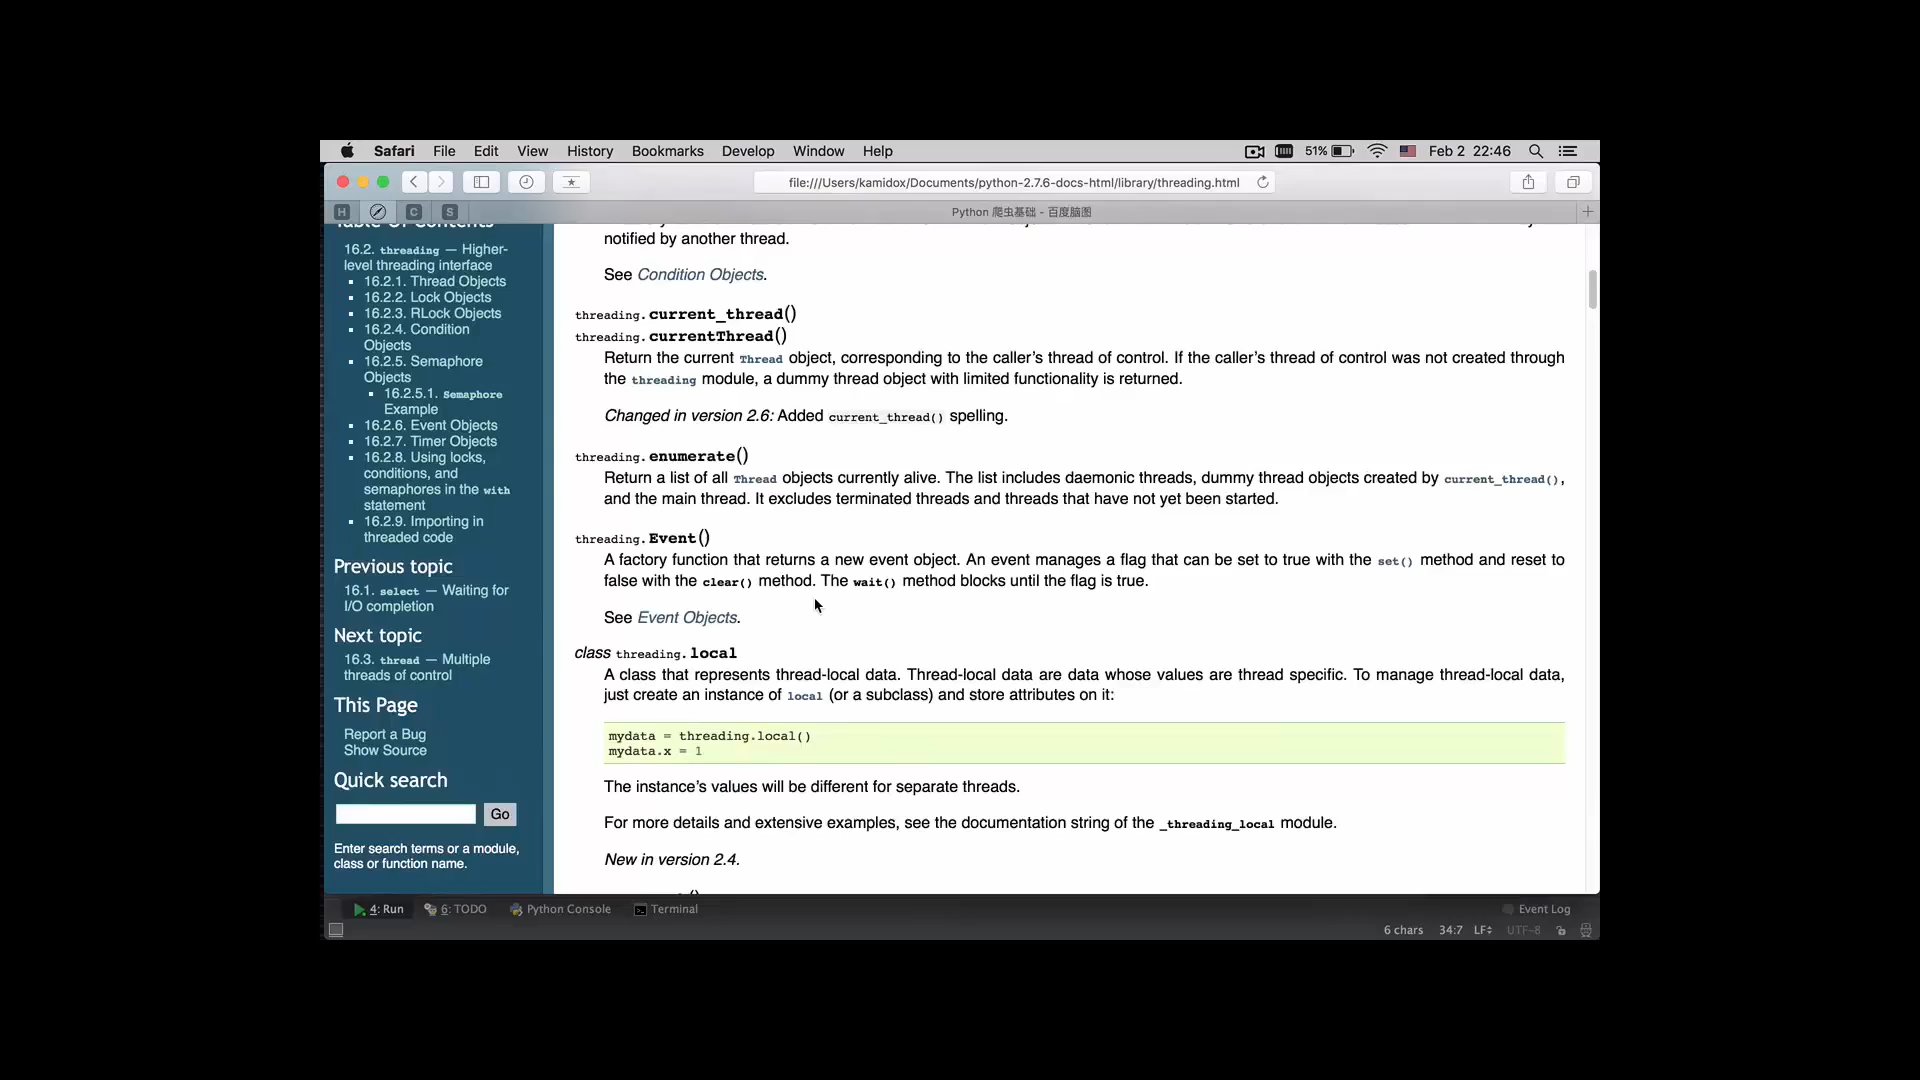 Safari File Edit View History Bookmarks Develop Window Help 51% Feb 2 22:46
file:///Users/kamidox/Documents/python-2.7.6-docs-html/library/threading.html
H C S Python 爬虫基础 - 百度脑图
Table Of Contents
16.2. threading — Higher-
level threading interface
16.2.1. Thread Objects
16.2.2. Lock Objects
16.2.3. RLock Objects
16.2.4. Condition
Objects
16.2.5. Semaphore
Objects
16.2.5.1. Semaphore
Example
16.2.6. Event Objects
16.2.7. Timer Objects
16.2.8. Using locks,
conditions, and
semaphores in the with
statement
16.2.9. Importing in
threaded code
Previous topic
16.1. select — Waiting for
I/O completion
Next topic
16.3. thread — Multiple
threads of control
This Page
Report a Bug
Show Source
Quick search
Go
Enter search terms or a module,
class or function name.
notified by another thread.
See Condition Objects.
threading.current_thread()
threading.currentThread()
Return the current Thread object, corresponding to the caller’s thread of control. If the caller’s thread of control was not created through
the threading module, a dummy thread object with limited functionality is returned.
Changed in version 2.6: Added current_thread() spelling.
threading.enumerate()
Return a list of all Thread objects currently alive. The list includes daemonic threads, dummy thread objects created by current_thread(),
and the main thread. It excludes terminated threads and threads that have not yet been started.
threading.Event()
A factory function that returns a new event object. An event manages a flag that can be set to true with the set() method and reset to
false with the clear() method. The wait() method blocks until the flag is true.
See Event Objects.
class threading.local
A class that represents thread-local data. Thread-local data are data whose values are thread specific. To manage thread-local data,
just create an instance of local (or a subclass) and store attributes on it:
mydata = threading.local()
mydata.x = 1
The instance’s values will be different for separate threads.
For more details and extensive examples, see the documentation string of the _threading_local module.
New in version 2.4.
4: Run 6: TODO Python Console Terminal Event Log
6 chars 34:7 LF UTF-8